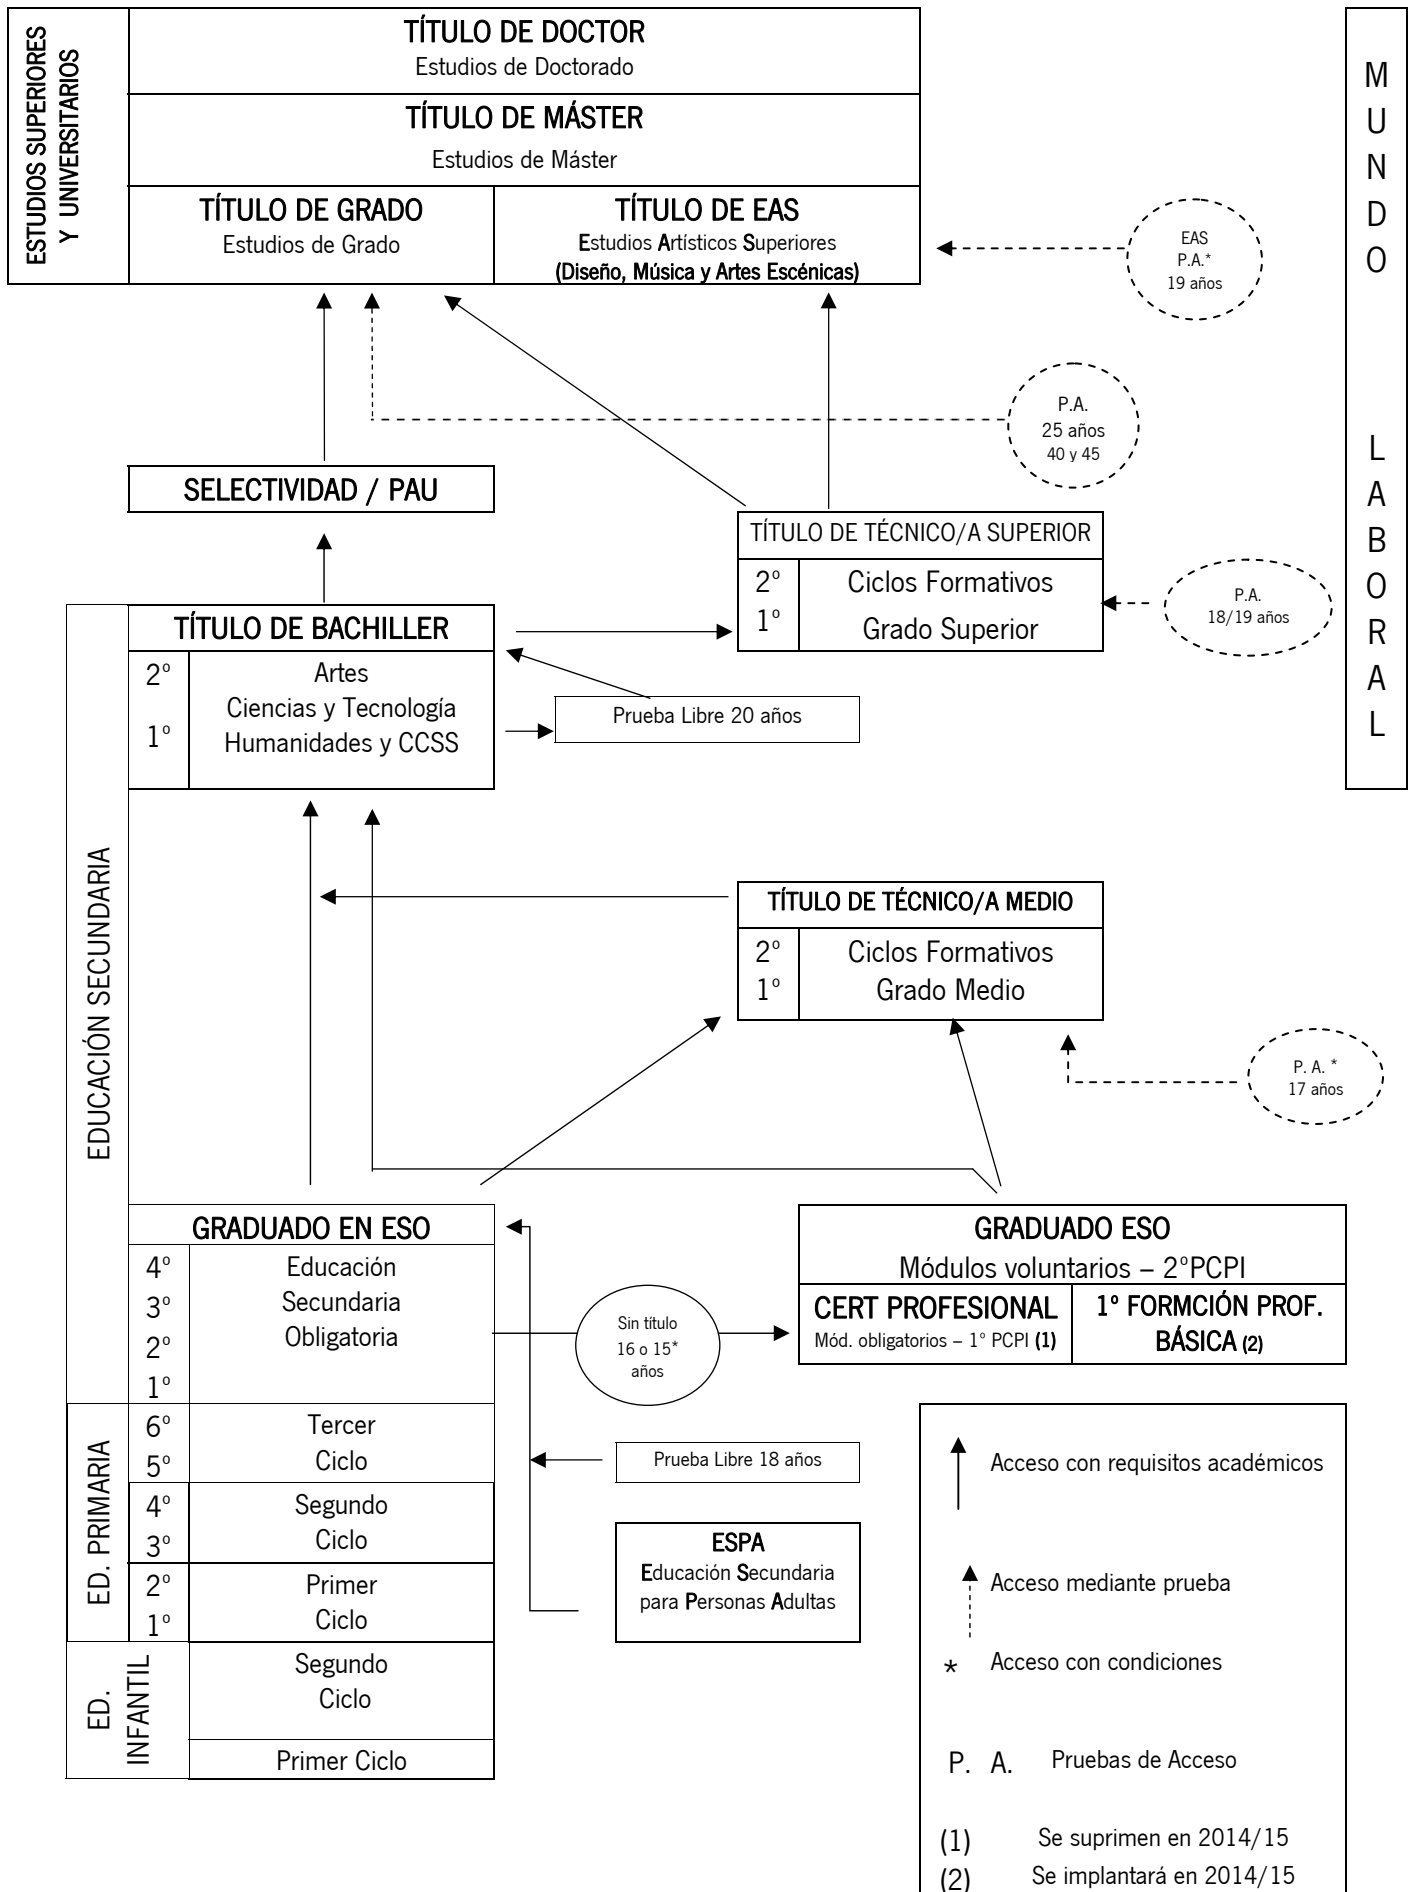 ESTUDIOS SUPERIORES
Y UNIVERSITARIOS
TÍTULO DE DOCTOR
Estudios de Doctorado
TÍTULO DE MÁSTER
Estudios de Máster
TÍTULO DE GRADO
Estudios de Grado
TÍTULO DE EAS
Estudios Artísticos Superiores
(Diseño, Música y Artes Escénicas)
EAS
P.A.*
19 años
MUNDO LABORAL
P.A.
25 años
40 y 45
SELECTIVIDAD / PAU
TÍTULO DE TÉCNICO/A SUPERIOR
2º
1º
Ciclos Formativos
Grado Superior
P.A.
18/19 años
EDUCACIÓN SECUNDARIA
TÍTULO DE BACHILLER
2º
1º
Artes
Ciencias y Tecnología
Humanidades y CCSS
Prueba Libre 20 años
TÍTULO DE TÉCNICO/A MEDIO
2º
1º
Ciclos Formativos
Grado Medio
P. A. *
17 años
GRADUADO EN ESO
4º
3º
2º
1º
Educación
Secundaria
Obligatoria
Sin título
16 o 15*
años
GRADUADO ESO
Módulos voluntarios – 2ºPCPI
CERT PROFESIONAL
Mód. obligatorios – 1º PCPI (1)
1º FORMCIÓN PROF.
BÁSICA (2)
ED. PRIMARIA
6º
5º
Tercer
Ciclo
4º
3º
Segundo
Ciclo
2º
1º
Primer
Ciclo
Prueba Libre 18 años
ESPA
Educación Secundaria
para Personas Adultas
ED.
INFANTIL
Segundo
Ciclo
Primer Ciclo
Acceso con requisitos académicos
Acceso mediante prueba
* Acceso con condiciones
P. A. Pruebas de Acceso
(1) Se suprimen en 2014/15
(2) Se implantará en 2014/15